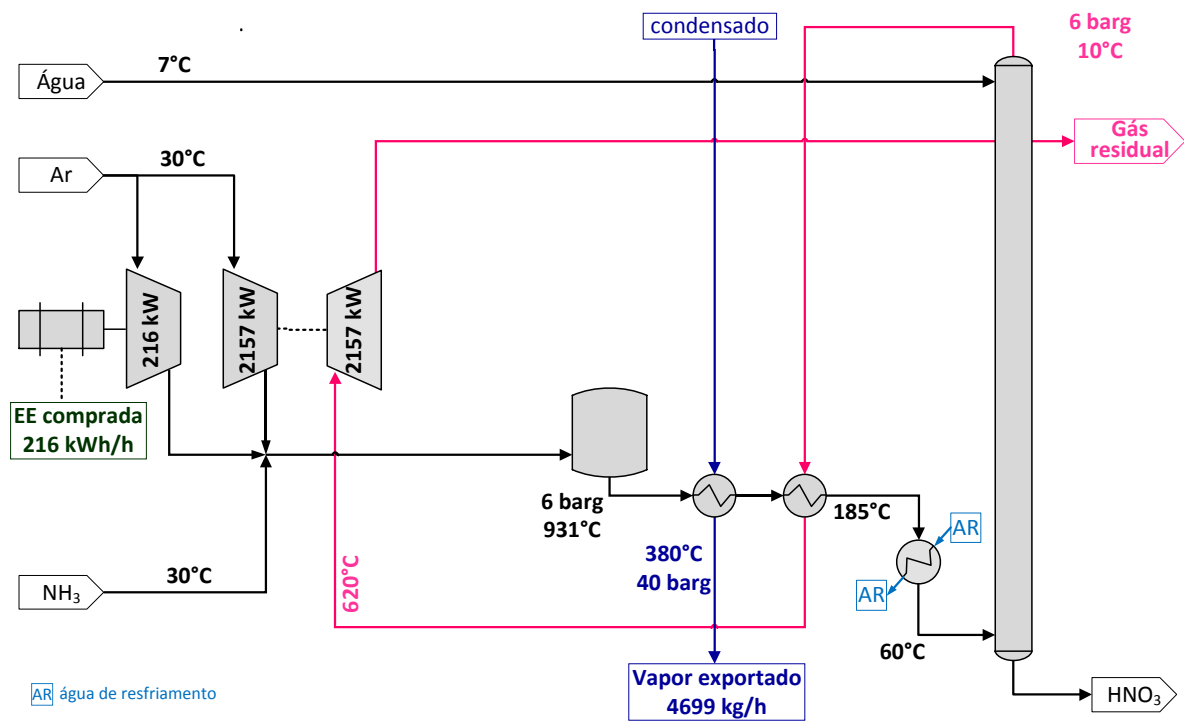 condensado
6 barg
10°C
Água
7°C
Gás
residual
Ar
30°C
216 kW
2157 kW
2157 kW
EE comprada
216 kWh/h
6 barg
931°C
185°C
380°C
40 barg
AR
AR
620°C
NH₃
30°C
60°C
Vapor exportado
4699 kg/h
AR água de resfriamento
HNO₃